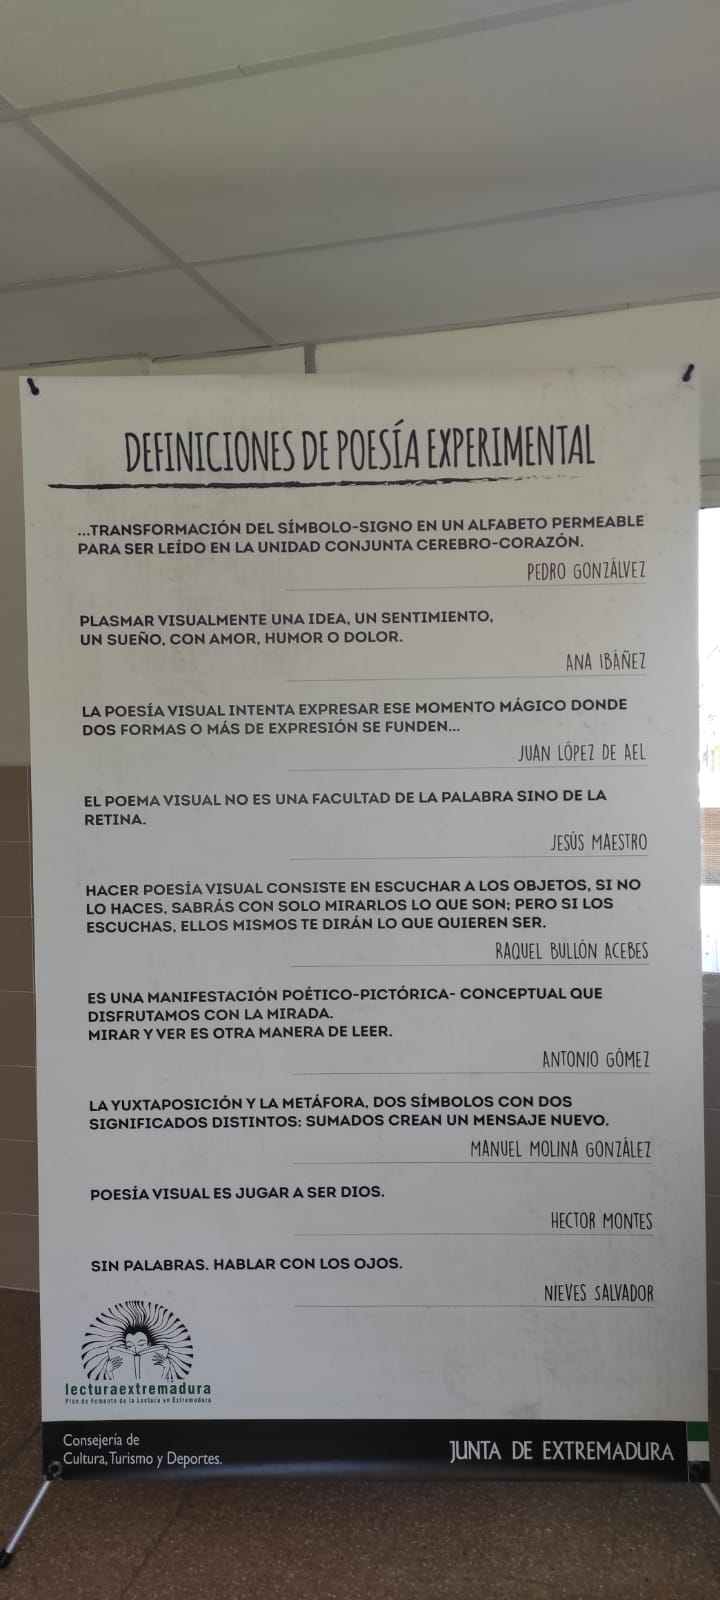 DEFINICIONES DE POESÍA EXPERIMENTAL
...TRANSFORMACIÓN DEL SÍMBOLO-SIGNO EN UN ALFABETO PERMEABLE
PARA SER LEÍDO EN LA UNIDAD CONJUNTA CEREBRO-CORAZÓN.
PEDRO GONZÁLVEZ
PLASMAR VISUALMENTE UNA IDEA, UN SENTIMIENTO,
UN SUEÑO, CON AMOR, HUMOR O DOLOR.
ANA IBÁÑEZ
LA POESÍA VISUAL INTENTA EXPRESAR ESE MOMENTO MÁGICO DONDE
DOS FORMAS O MÁS DE EXPRESIÓN SE FUNDEN...
JUAN LÓPEZ DE AEL
EL POEMA VISUAL NO ES UNA FACULTAD DE LA PALABRA SINO DE LA
RETINA.
JESÚS MAESTRO
HACER POESÍA VISUAL CONSISTE EN ESCUCHAR A LOS OBJETOS, SI NO
LO HACES, SABRÁS CON SOLO MIRARLOS LO QUE SON; PERO SI LOS
ESCUCHAS, ELLOS MISMOS TE DIRÁN LO QUE QUIEREN SER.
RAQUEL BULLÓN ACEBES
ES UNA MANIFESTACIÓN POÉTICO-PICTÓRICA- CONCEPTUAL QUE
DISFRUTAMOS CON LA MIRADA.
MIRAR Y VER ES OTRA MANERA DE LEER.
ANTONIO GÓMEZ
LA YUXTAPOSICIÓN Y LA METÁFORA, DOS SÍMBOLOS CON DOS
SIGNIFICADOS DISTINTOS: SUMADOS CREAN UN MENSAJE NUEVO.
MANUEL MOLINA GONZÁLEZ
POESÍA VISUAL ES JUGAR A SER DIOS.
HECTOR MONTES
SIN PALABRAS. HABLAR CON LOS OJOS.
NIEVES SALVADOR
lecturaextremadura
Plan de Fomento de la Lectura en Extremadura
Consejería de
Cultura, Turismo y Deportes.
JUNTA DE EXTREMADURA